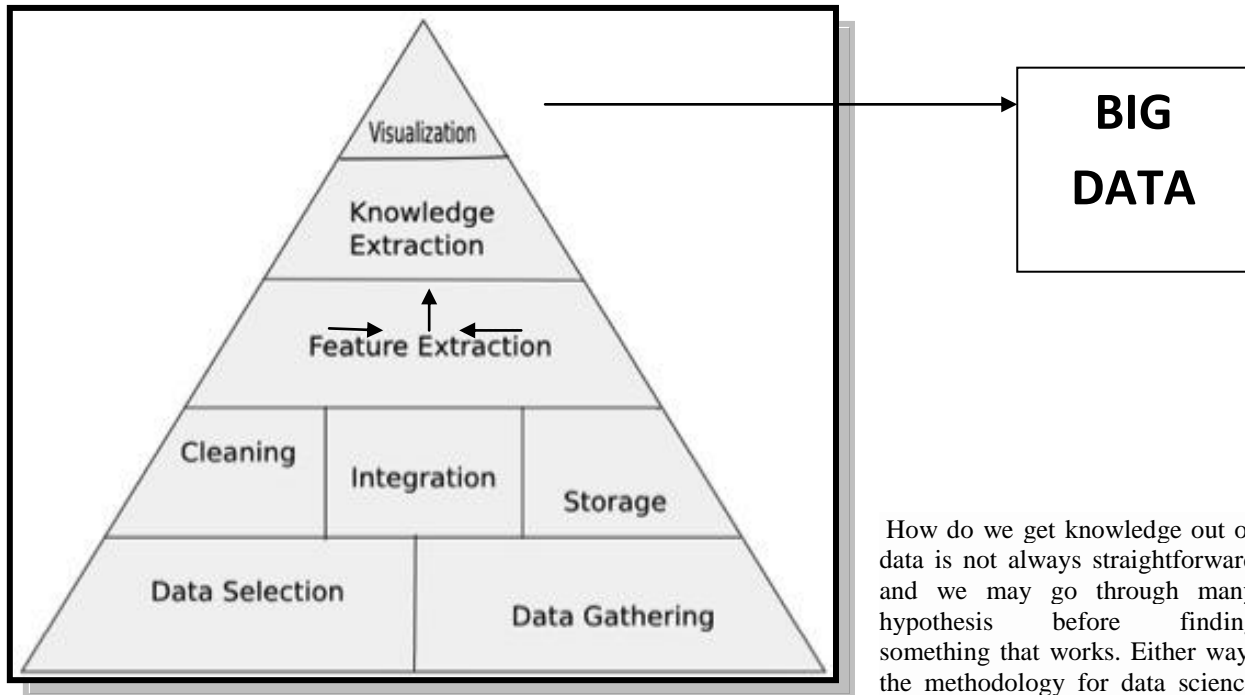 Visualization
Knowledge
Extraction
Feature Extraction
Cleaning
Integration
Storage
Data Selection
Data Gathering
BIG
DATA
How do we get knowledge out o
data is not always straightforward
and we may go through many
hypothesis before finding
something that works. Either way
the methodology for data scienc